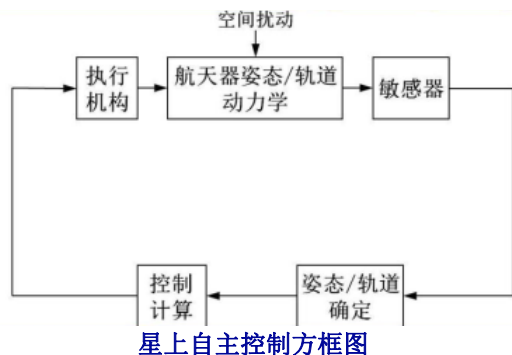 空间扰动
执行
机构
航天器姿态/轨道
动力学
敏感器
控制
计算
姿态/轨道
确定
星上自主控制方框图